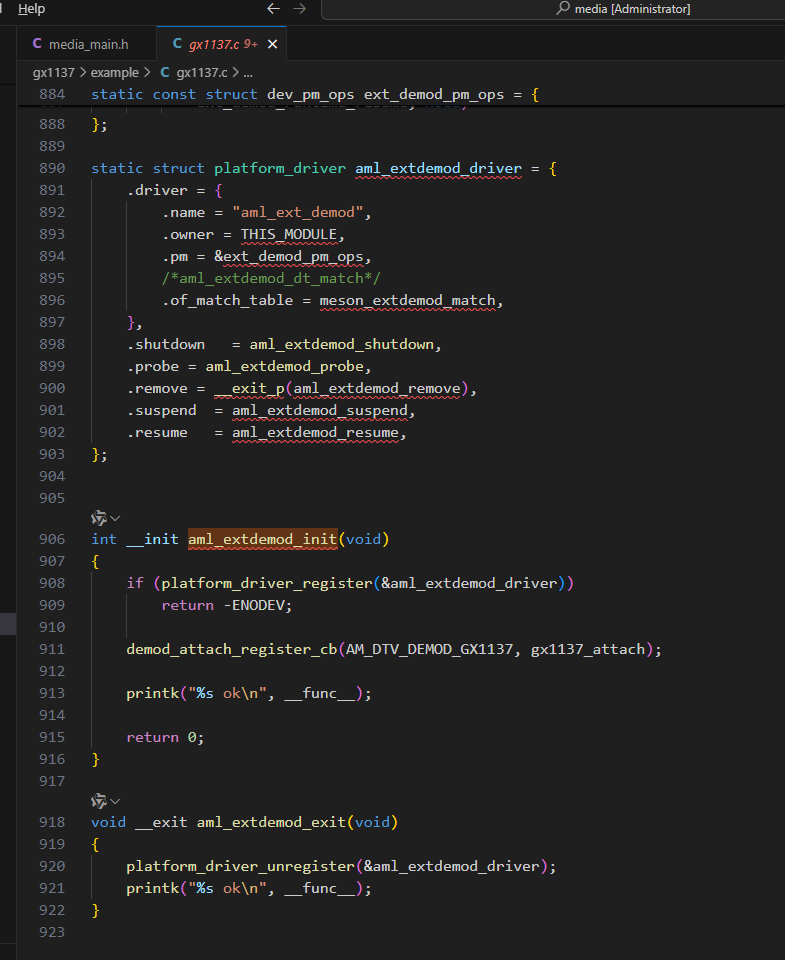 Help
media [Administrator]
C media_main.h
C gx1137.c 9+
gx1137 > example > C gx1137.c > ...
884 static const struct dev_pm_ops ext_demod_pm_ops = {
888 };
889
890 static struct platform_driver aml_extdemod_driver = {
891 .driver = {
892 .name = "aml_ext_demod",
893 .owner = THIS_MODULE,
894 .pm = &ext_demod_pm_ops,
895 /*aml_extdemod_dt_match*/
896 .of_match_table = meson_extdemod_match,
897 },
898 .shutdown   = aml_extdemod_shutdown,
899 .probe = aml_extdemod_probe,
900 .remove = __exit_p(aml_extdemod_remove),
901 .suspend  = aml_extdemod_suspend,
902 .resume   = aml_extdemod_resume,
903 };
904
905
906 int __init aml_extdemod_init(void)
907 {
908 if (platform_driver_register(&aml_extdemod_driver))
909 return -ENODEV;
910
911 demod_attach_register_cb(AM_DTV_DEMOD_GX1137, gx1137_attach);
912
913 printk("%s ok\n", __func__);
914
915 return 0;
916 }
917
918 void __exit aml_extdemod_exit(void)
919 {
920 platform_driver_unregister(&aml_extdemod_driver);
921 printk("%s ok\n", __func__);
922 }
923